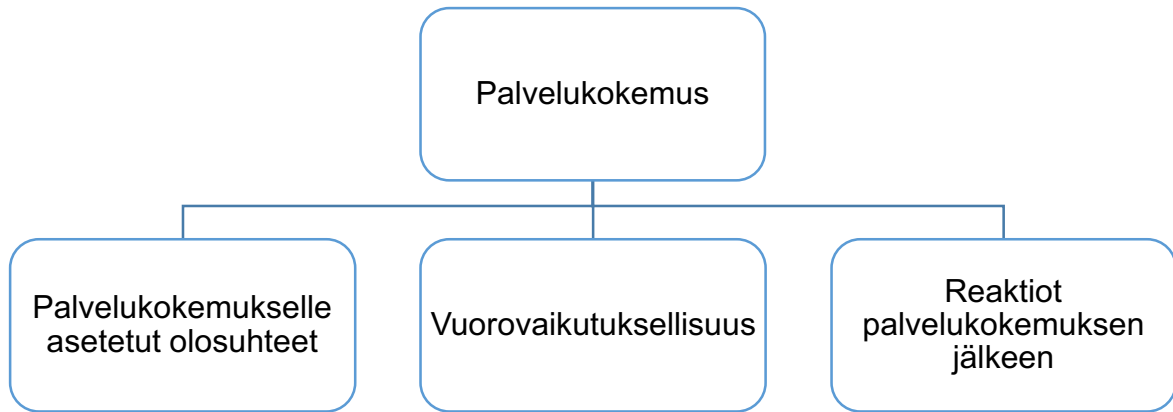 Palvelukokemus
Palvelukokemukselle
asetetut olosuhteet
Vuorovaikutuksellisuus
Reaktiot
palvelukokemuksen
jälkeen